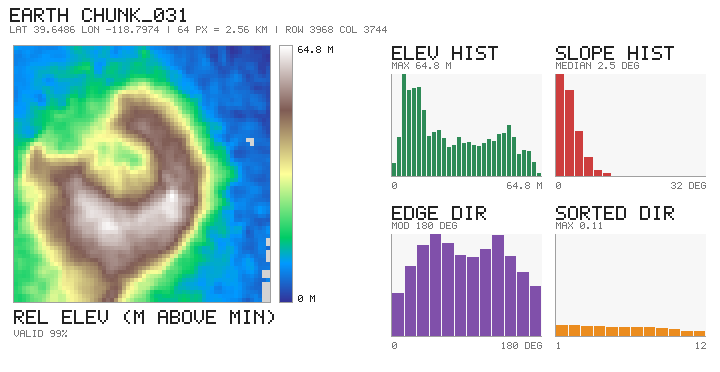 EARTH CHUNK_031
LAT 39.6486 LON -118.7974 | 64 PX = 2.56 KM | ROW 3968 COL 3744
64.8 M
0 M
REL ELEV (M ABOVE MIN)
VALID 99%
ELEV HIST
MAX 64.8 M
0 64.8 M
SLOPE HIST
MEDIAN 2.5 DEG
0 32 DEG
EDGE DIR
MOD 180 DEG
0 180 DEG
SORTED DIR
MAX 0.11
1 12